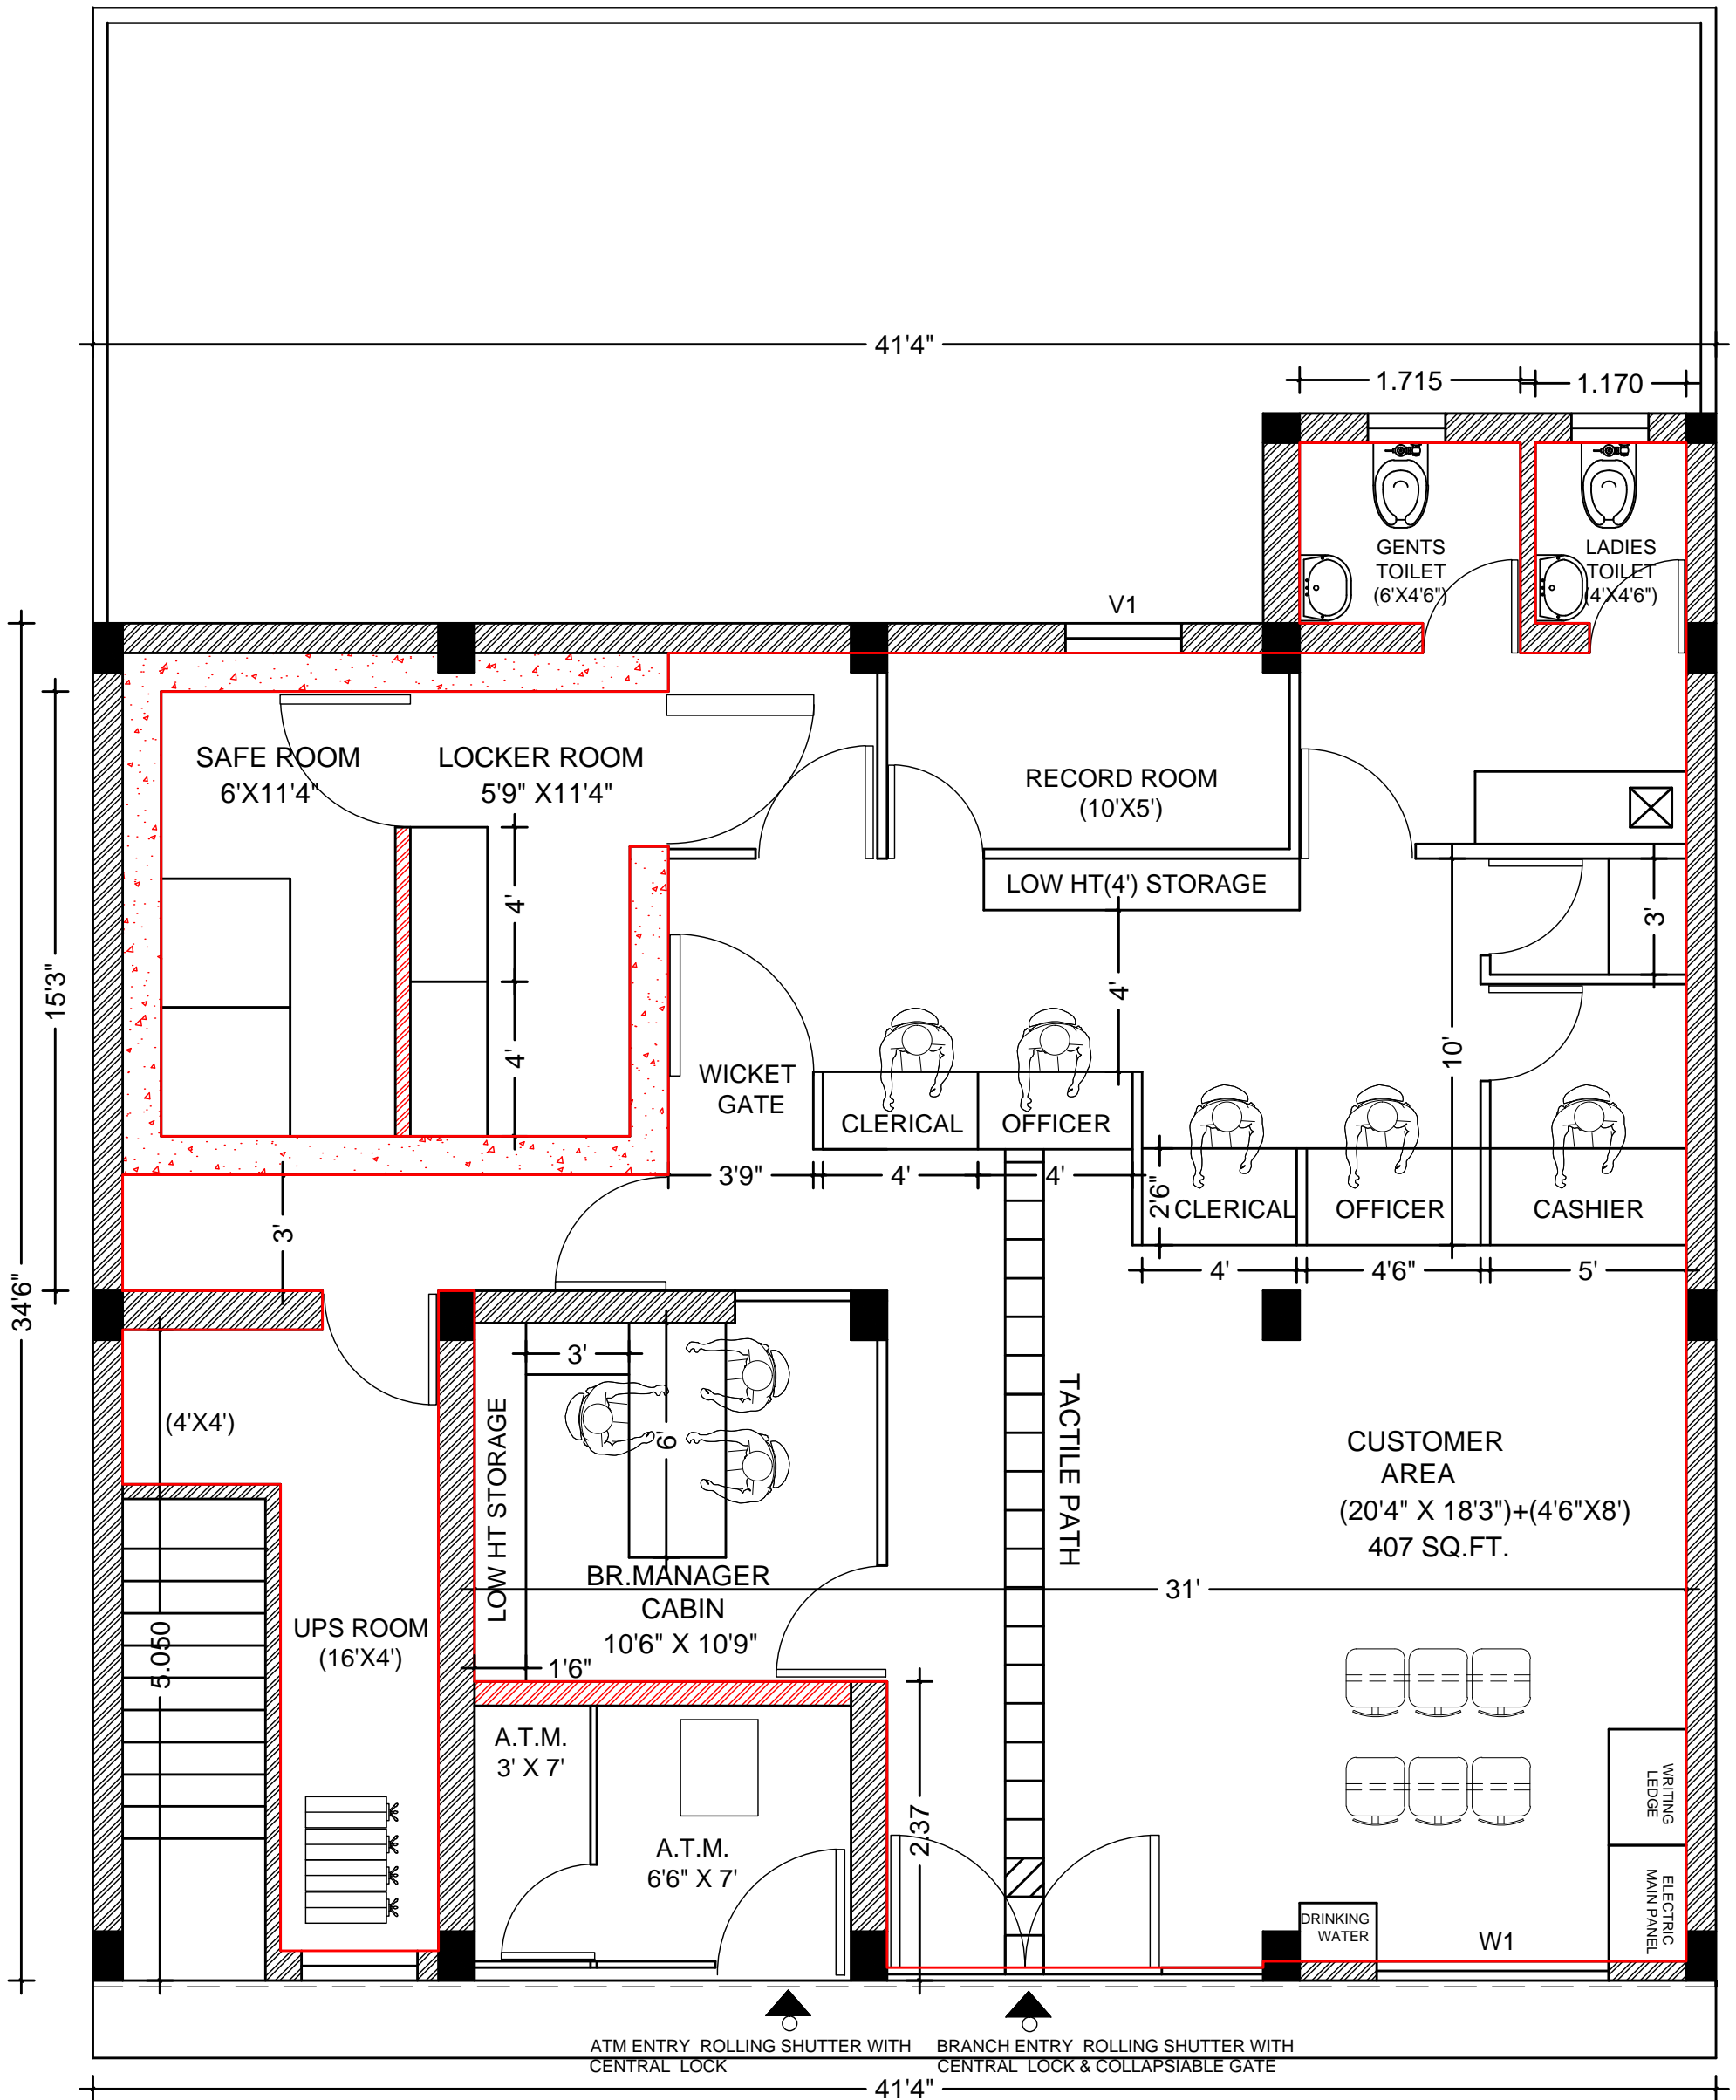 41'4"
1.715
1.170
GENTS
TOILET
(6'X4'6")
LADIES
TOILET
(4'X4'6")
V1
SAFE ROOM
6'X11'4"
LOCKER ROOM
5'9" X11'4"
RECORD ROOM
(10'X5')
LOW HT(4') STORAGE
4'
3'
15'3"
4'
4'
10'
WICKET
GATE
CLERICAL
OFFICER
3'9"
4'
4'
2'6"
CLERICAL
OFFICER
CASHIER
3'
4'
4'6"
5'
34'6"
3'
(4'X4')
6'
LOW HT STORAGE
TACTILE PATH
CUSTOMER
AREA
(20'4" X 18'3")+(4'6"X8')
407 SQ.FT.
BR.MANAGER
CABIN
10'6" X 10'9"
31'
UPS ROOM
(16'X4')
5.050
1'6"
A.T.M.
3' X 7'
2.37
A.T.M.
6'6" X 7'
WRITING
LEDGE
ELECTRIC
MAIN PANEL
DRINKING
WATER
W1
ATM ENTRY ROLLING SHUTTER WITH
CENTRAL LOCK
BRANCH ENTRY ROLLING SHUTTER WITH
CENTRAL LOCK & COLLAPSIABLE GATE
41'4"